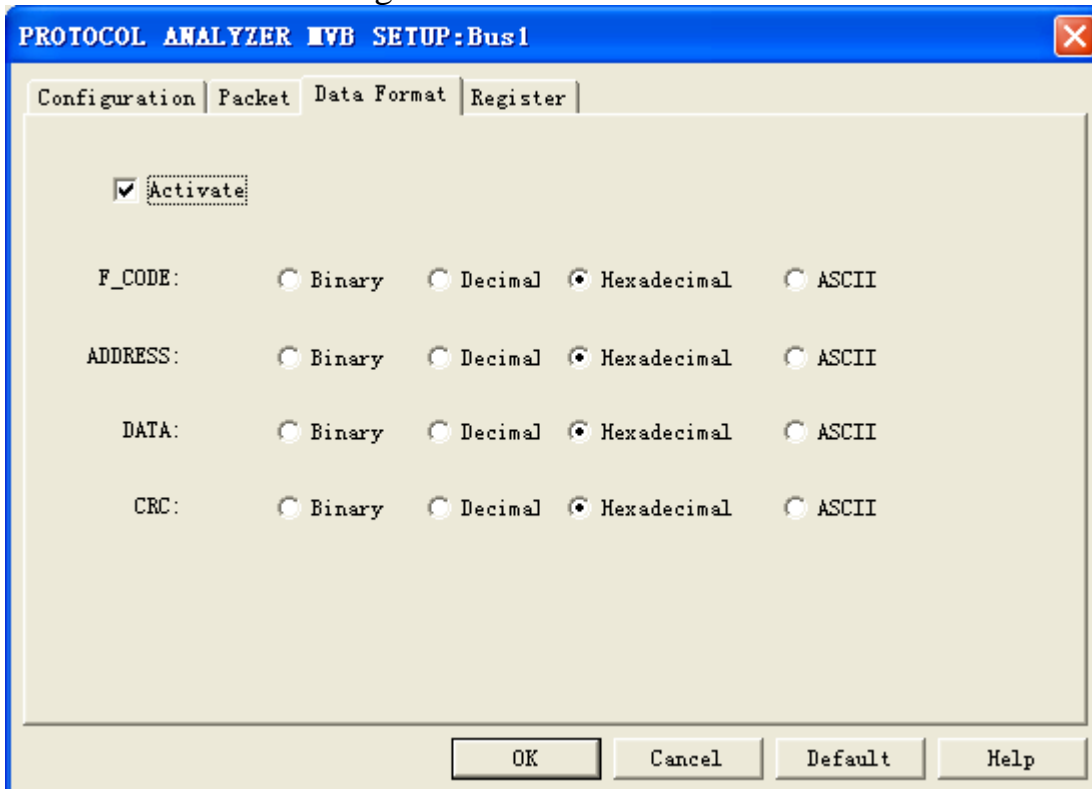 PROTOCOL ANALYZER MVB SETUP:Bus1
Configuration Packet Data Format Register
Activate
F_CODE: Binary Decimal Hexadecimal ASCII
ADDRESS: Binary Decimal Hexadecimal ASCII
DATA: Binary Decimal Hexadecimal ASCII
CRC: Binary Decimal Hexadecimal ASCII
OK Cancel Default Help